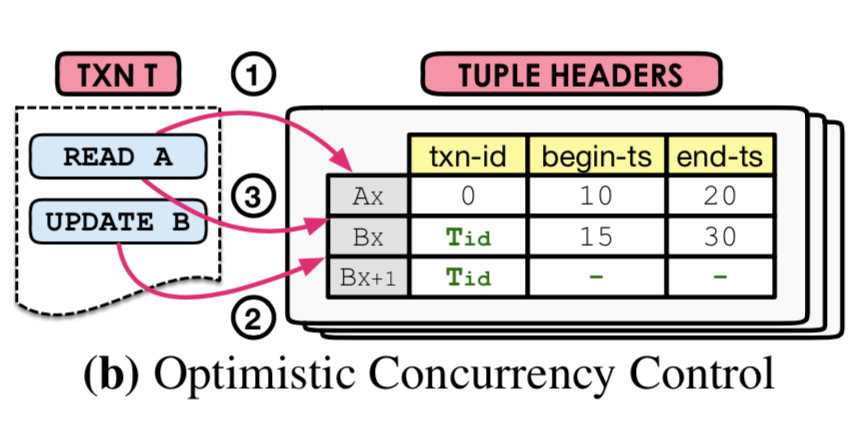 TXN T
①
TUPLE HEADERS
READ A
UPDATE B
③
②
txn-id begin-ts end-ts
Ax 0 10 20
Bx Tid 15 30
Bx+1 Tid – –
(b) Optimistic Concurrency Control